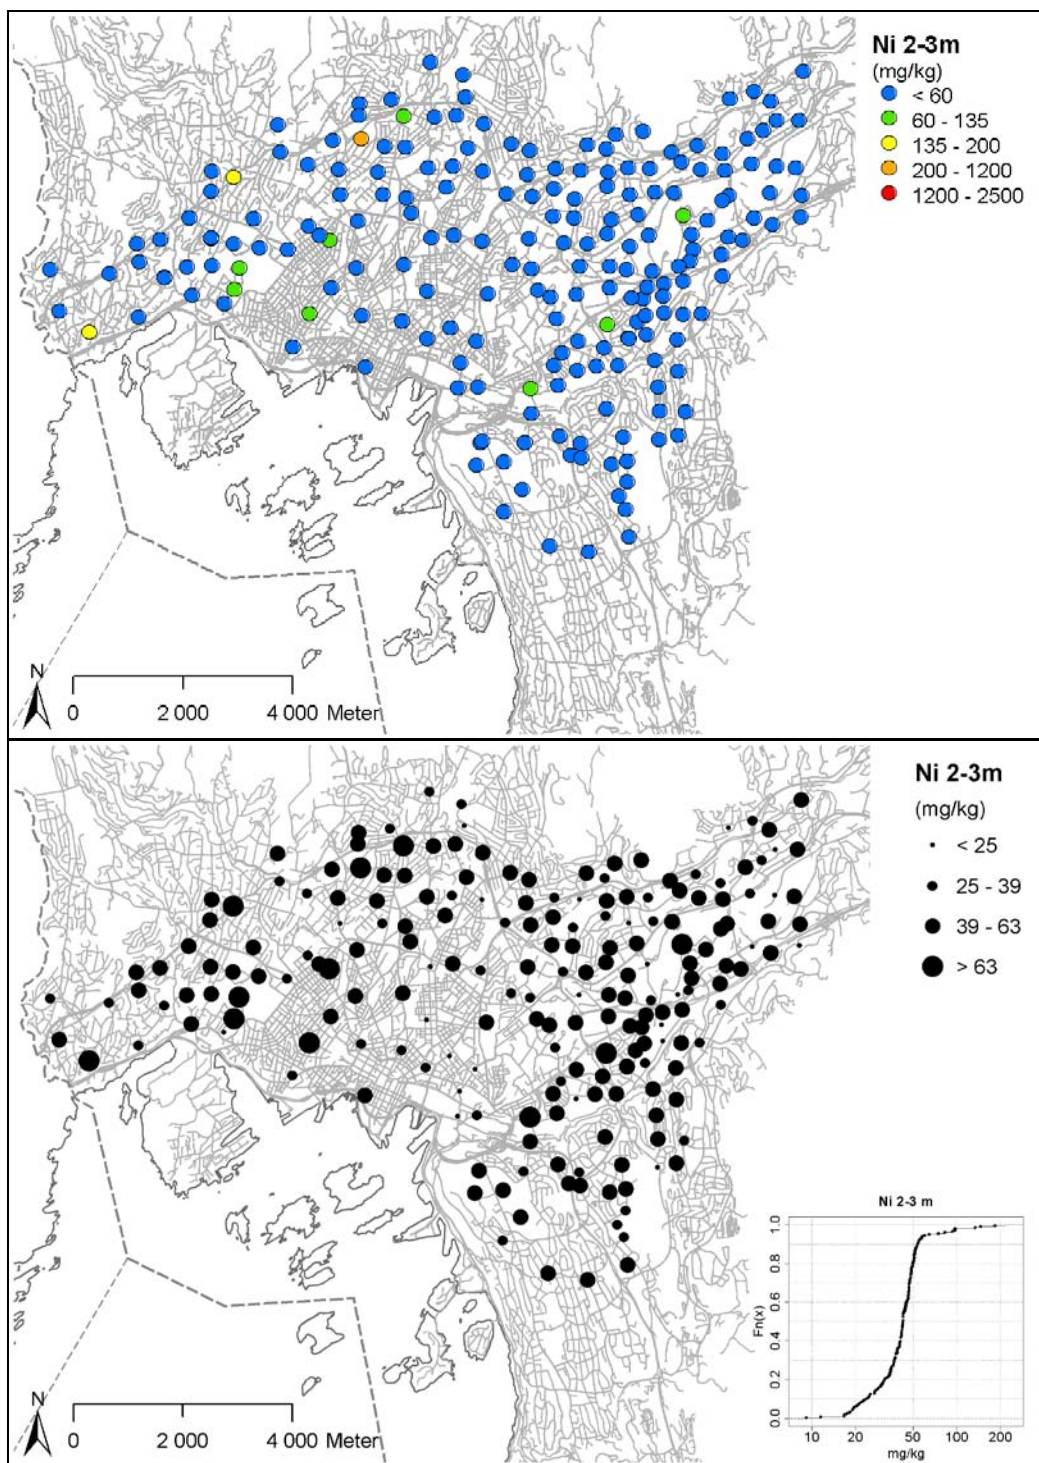 Ni 2-3m
(mg/kg)
< 60
60 - 135
135 - 200
200 - 1200
1200 - 2500
N
0 2 000 4 000 Meter
Ni 2-3m
(mg/kg)
< 25
25 - 39
39 - 63
> 63
N
0 2 000 4 000 Meter
Ni 2-3 m
Fn(x)
1.0
0.8
0.6
0.4
0.2
0.0
10 20 50 100 200
mg/kg